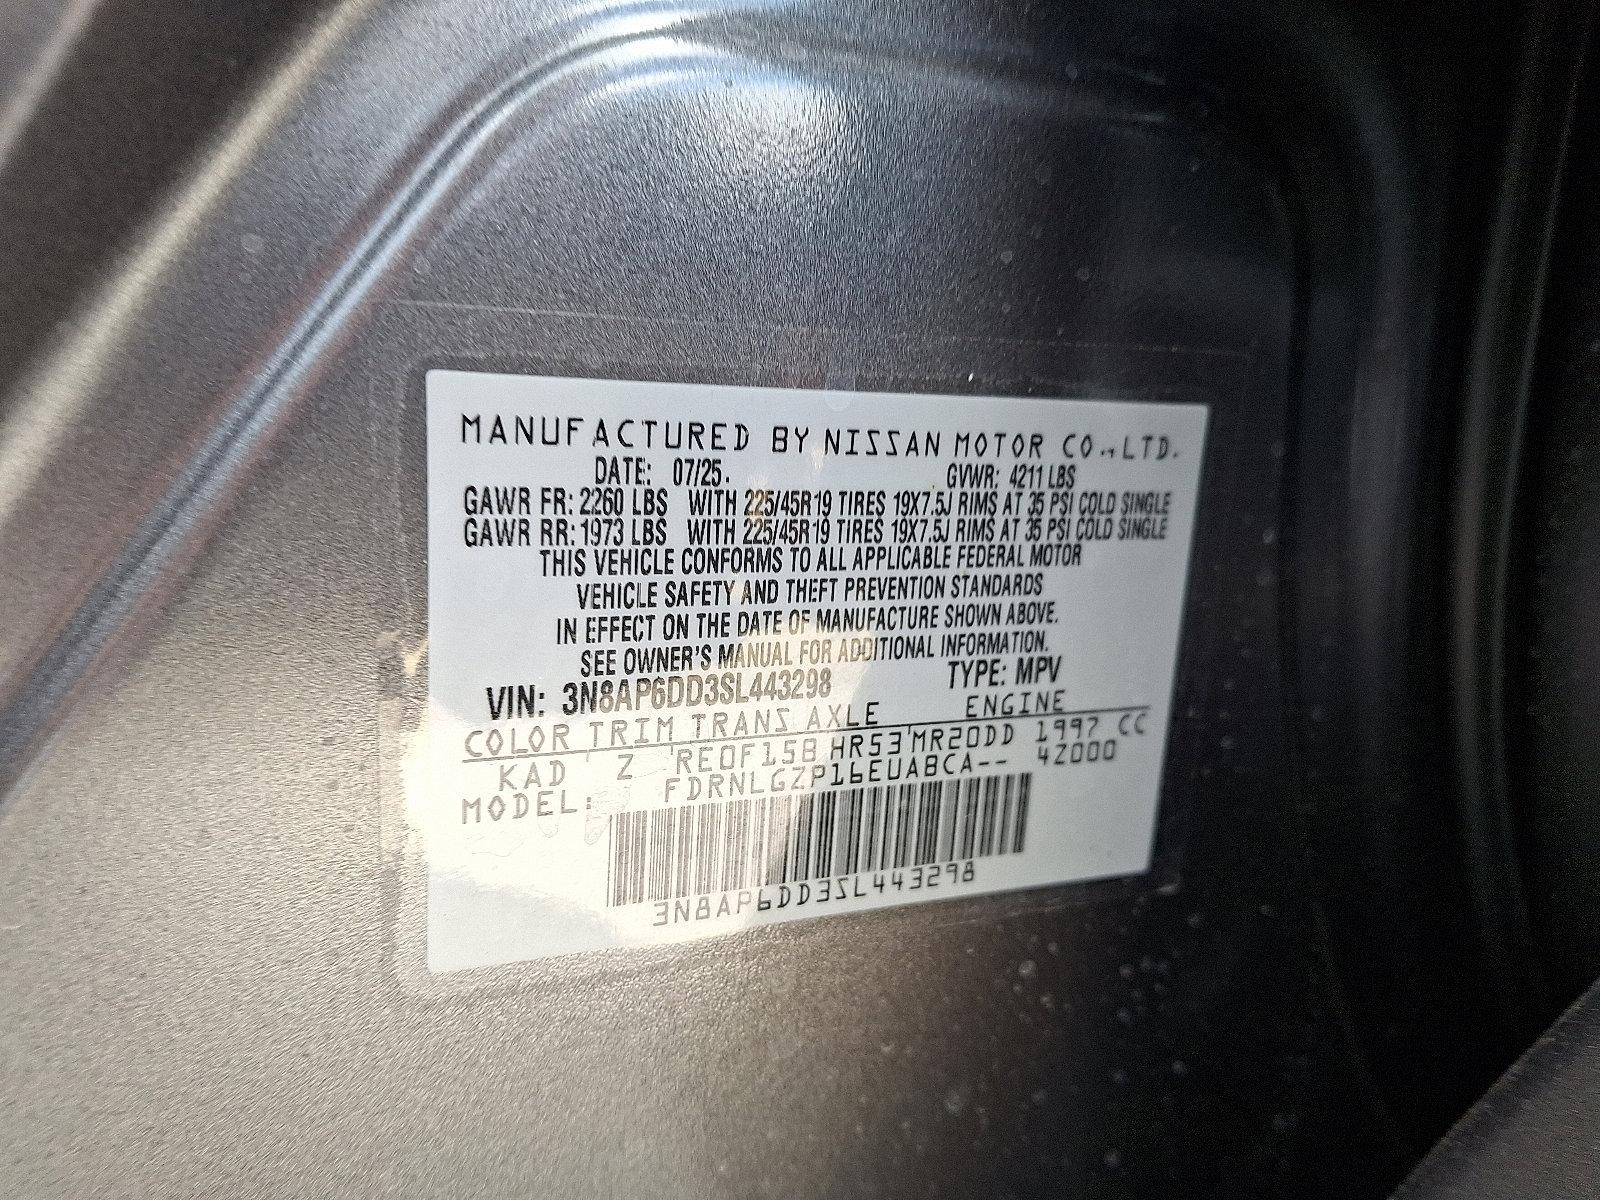 MANUFACTURED BY NISSAN MOTOR CO.,LTD.
DATE: 07/25. GVWR: 4211 LBS
GAWR FR: 2260 LBS WITH 225/45R19 TIRES 19X7.5J RIMS AT 35 PSI COLD SINGLE
GAWR RR: 1973 LBS WITH 225/45R19 TIRES 19X7.5J RIMS AT 35 PSI COLD SINGLE
THIS VEHICLE CONFORMS TO ALL APPLICABLE FEDERAL MOTOR
VEHICLE SAFETY AND THEFT PREVENTION STANDARDS
IN EFFECT ON THE DATE OF MANUFACTURE SHOWN ABOVE.
SEE OWNER'S MANUAL FOR ADDITIONAL INFORMATION.
VIN: 3N8AP6DD3SL443298 TYPE: MPV
COLOR TRIM TRANS AXLE ENGINE
KAD Z RE0F15B HR53 MR20DD 1997 CC
MODEL: FDRNLGZP16EUABCA-- 4Z000
3N8AP6DD3SL443298